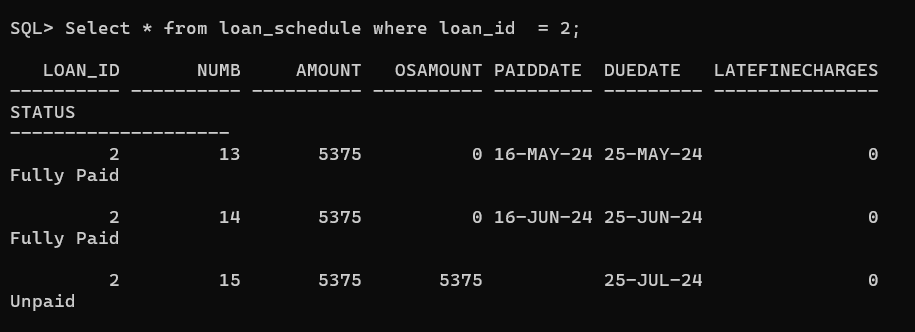 SQL> Select * from loan_schedule where loan_id  = 2;
   LOAN_ID       NUMB     AMOUNT   OSAMOUNT PAIDDATE  DUEDATE   LATEFINECHARGES
---------- ---------- ---------- ---------- --------- --------- ---------------
STATUS
--------------------
         2         13       5375          0 16-MAY-24 25-MAY-24               0
Fully Paid
         2         14       5375          0 16-JUN-24 25-JUN-24               0
Fully Paid
         2         15       5375       5375           25-JUL-24               0
Unpaid